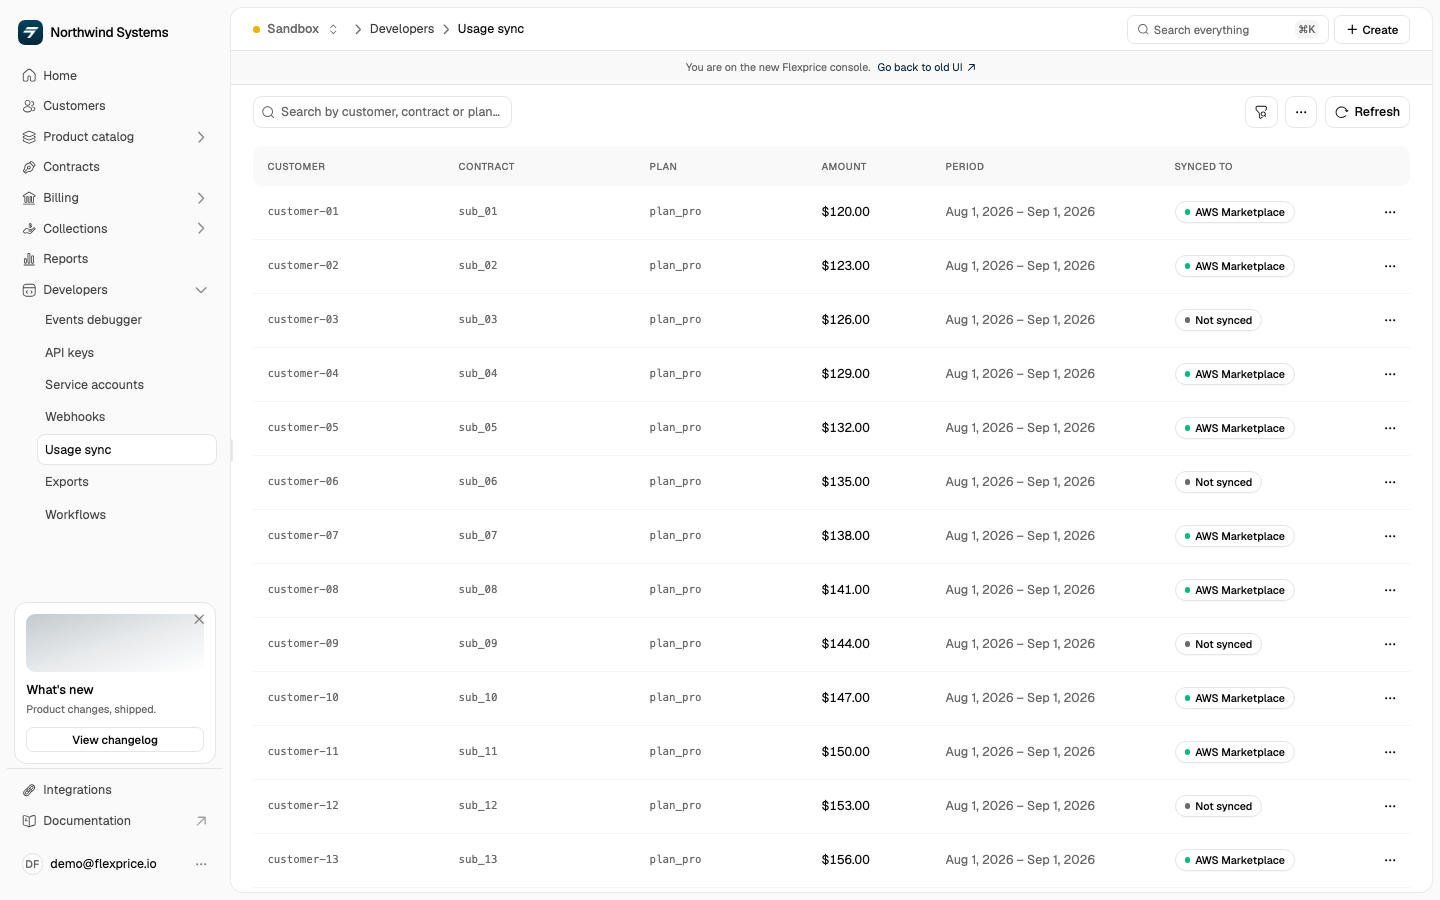 Northwind Systems
Home
Customers
Product catalog
Contracts
Billing
Collections
Reports
Developers
Events debugger
API keys
Service accounts
Webhooks
Usage sync
Exports
Workflows
What's new
Product changes, shipped.
View changelog
Integrations
Documentation
DF demo@flexprice.io
Sandbox Developers Usage sync
Search everything ⌘K Create
You are on the new Flexprice console. Go back to old UI
Search by customer, contract or plan... Refresh
CUSTOMER CONTRACT PLAN AMOUNT PERIOD SYNCED TO
customer-01 sub_01 plan_pro $120.00 Aug 1, 2026 – Sep 1, 2026 AWS Marketplace
customer-02 sub_02 plan_pro $123.00 Aug 1, 2026 – Sep 1, 2026 AWS Marketplace
customer-03 sub_03 plan_pro $126.00 Aug 1, 2026 – Sep 1, 2026 Not synced
customer-04 sub_04 plan_pro $129.00 Aug 1, 2026 – Sep 1, 2026 AWS Marketplace
customer-05 sub_05 plan_pro $132.00 Aug 1, 2026 – Sep 1, 2026 AWS Marketplace
customer-06 sub_06 plan_pro $135.00 Aug 1, 2026 – Sep 1, 2026 Not synced
customer-07 sub_07 plan_pro $138.00 Aug 1, 2026 – Sep 1, 2026 AWS Marketplace
customer-08 sub_08 plan_pro $141.00 Aug 1, 2026 – Sep 1, 2026 AWS Marketplace
customer-09 sub_09 plan_pro $144.00 Aug 1, 2026 – Sep 1, 2026 Not synced
customer-10 sub_10 plan_pro $147.00 Aug 1, 2026 – Sep 1, 2026 AWS Marketplace
customer-11 sub_11 plan_pro $150.00 Aug 1, 2026 – Sep 1, 2026 AWS Marketplace
customer-12 sub_12 plan_pro $153.00 Aug 1, 2026 – Sep 1, 2026 Not synced
customer-13 sub_13 plan_pro $156.00 Aug 1, 2026 – Sep 1, 2026 AWS Marketplace